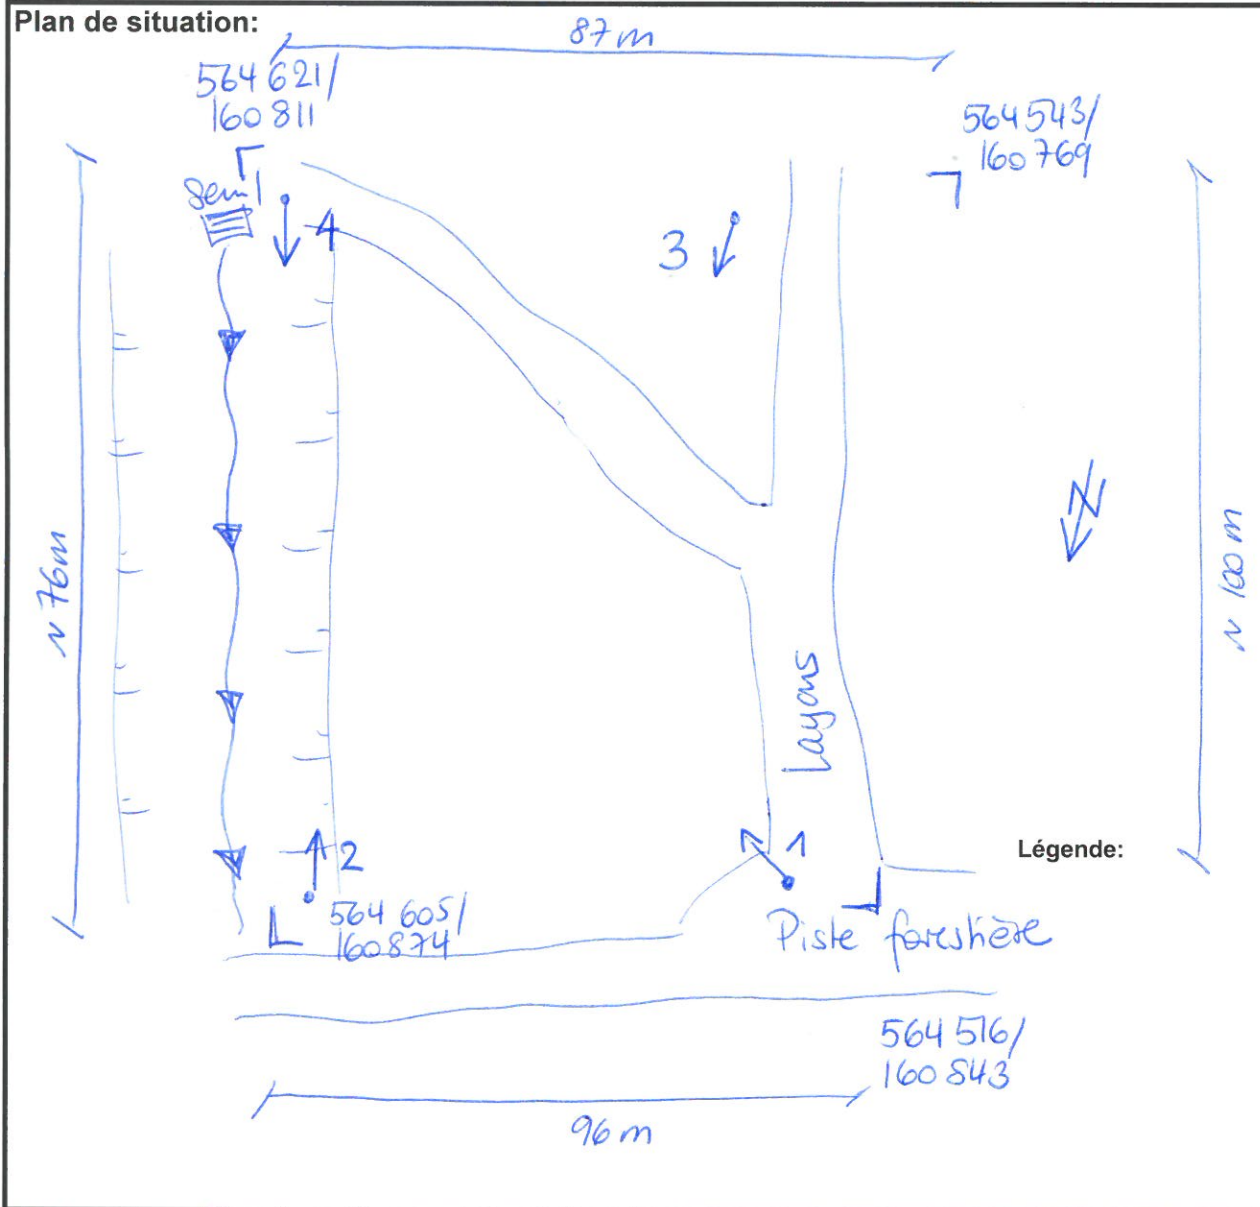 Plan de situation:
87 m
564 621/
160 811
564 543/
160 769
4
3
N
~ 76 m
~ 100 m
Layons
1
2
Légende:
564 605/
160 874
Piste forestière
564 516/
160 843
96 m